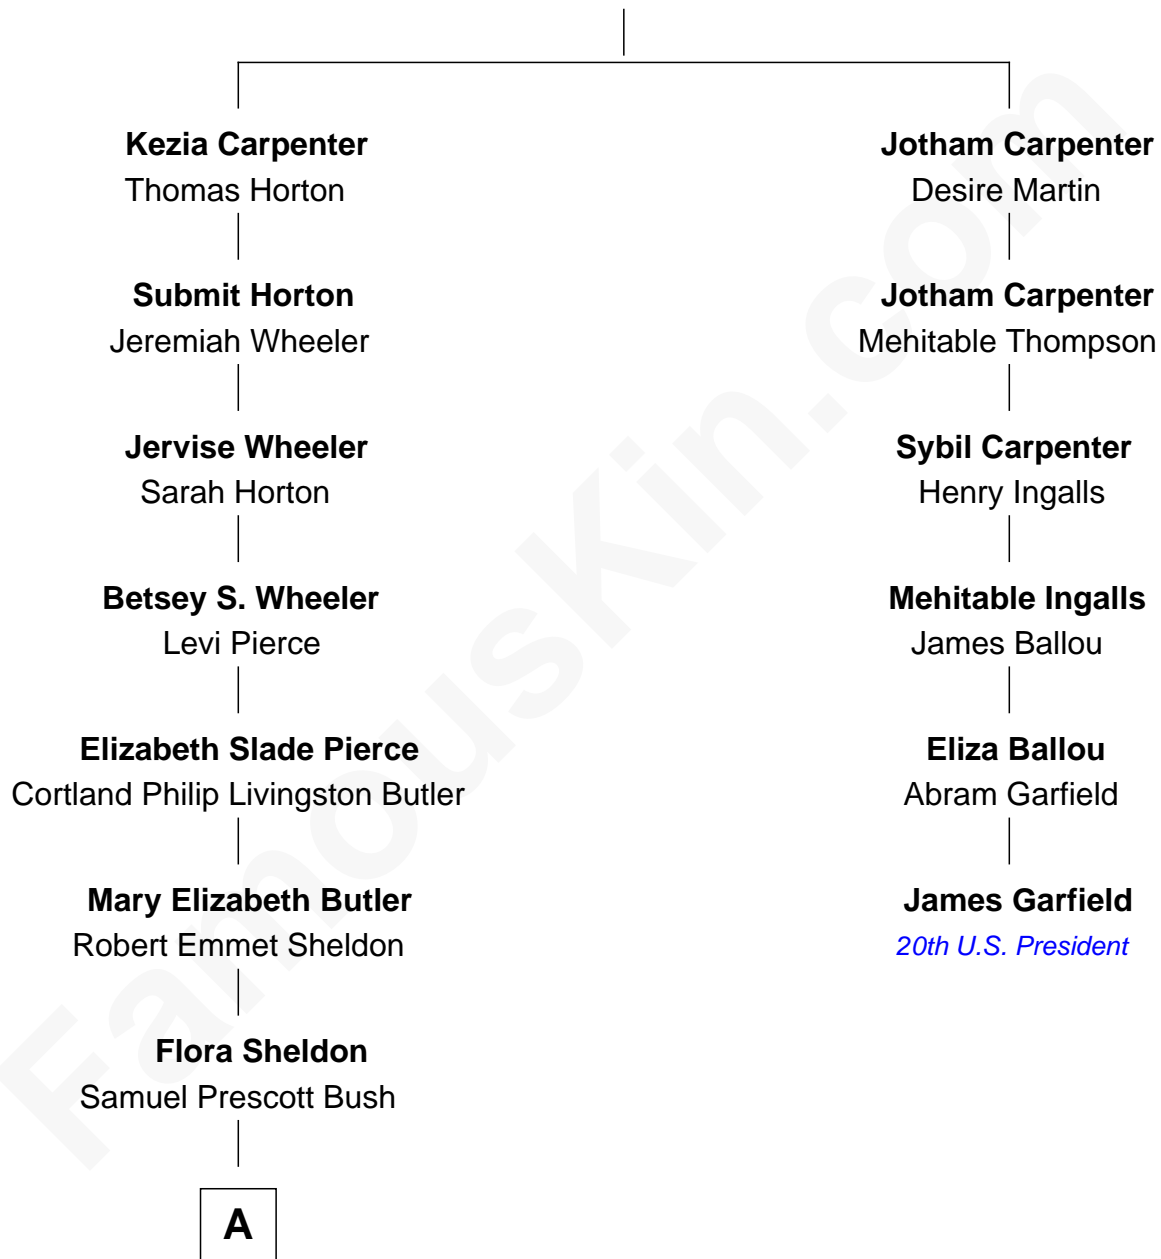 Kezia Carpenter
Thomas Horton
Jotham Carpenter
Desire Martin
Submit Horton
Jeremiah Wheeler
Jotham Carpenter
Mehitable Thompson
Jervise Wheeler
Sarah Horton
Sybil Carpenter
Henry Ingalls
Betsey S. Wheeler
Levi Pierce
Mehitable Ingalls
James Ballou
Elizabeth Slade Pierce
Cortland Philip Livingston Butler
Eliza Ballou
Abram Garfield
Mary Elizabeth Butler
Robert Emmet Sheldon
James Garfield
20th U.S. President
Flora Sheldon
Samuel Prescott Bush
A
FamousKin.com